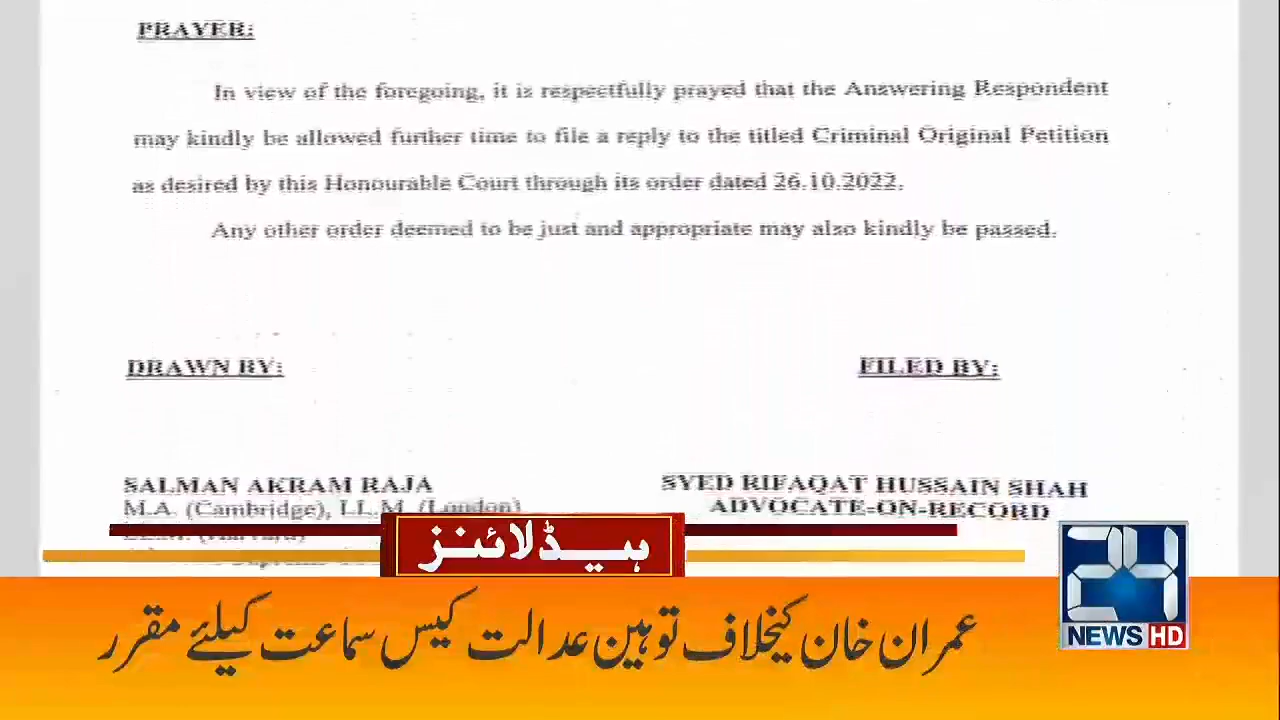 PRAYER:
In view of the foregoing, it is respectfully prayed that the Answering Respondent
may kindly be allowed further time to file a reply to the titled Criminal Original Petition
as desired by this Honourable Court through its order dated 26.10.2022.
Any other order deemed to be just and appropriate may also kindly be passed.
DRAWN BY:
FILED BY:
SALMAN AKRAM RAJA
SYED RIFAQAT HUSSAIN SHAH
M.A. (Cambridge), LL.M. (London)
ADVOCATE-ON-RECORD
ہیڈلائنز
24
NEWS HD
عمران خان کیخلاف توہین عدالت کیس سماعت کیلئے مقرر